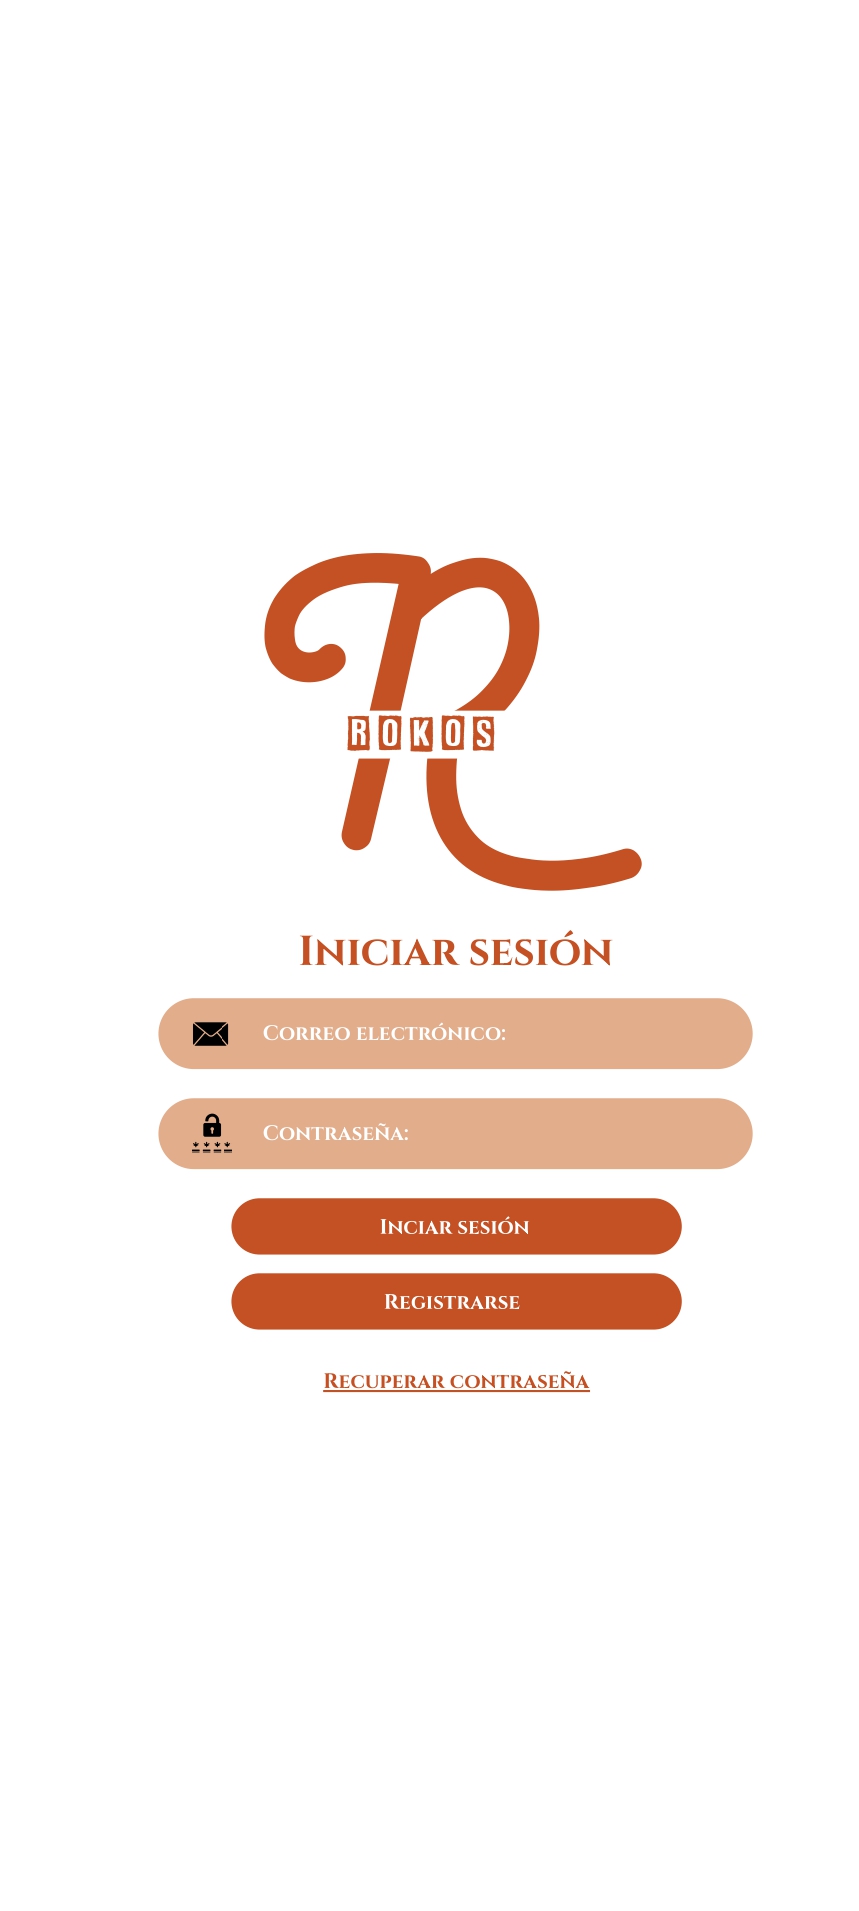 R
ROKOS
Iniciar sesión
Correo electrónico:
Contraseña:
Inciar sesión
Registrarse
Recuperar contraseña